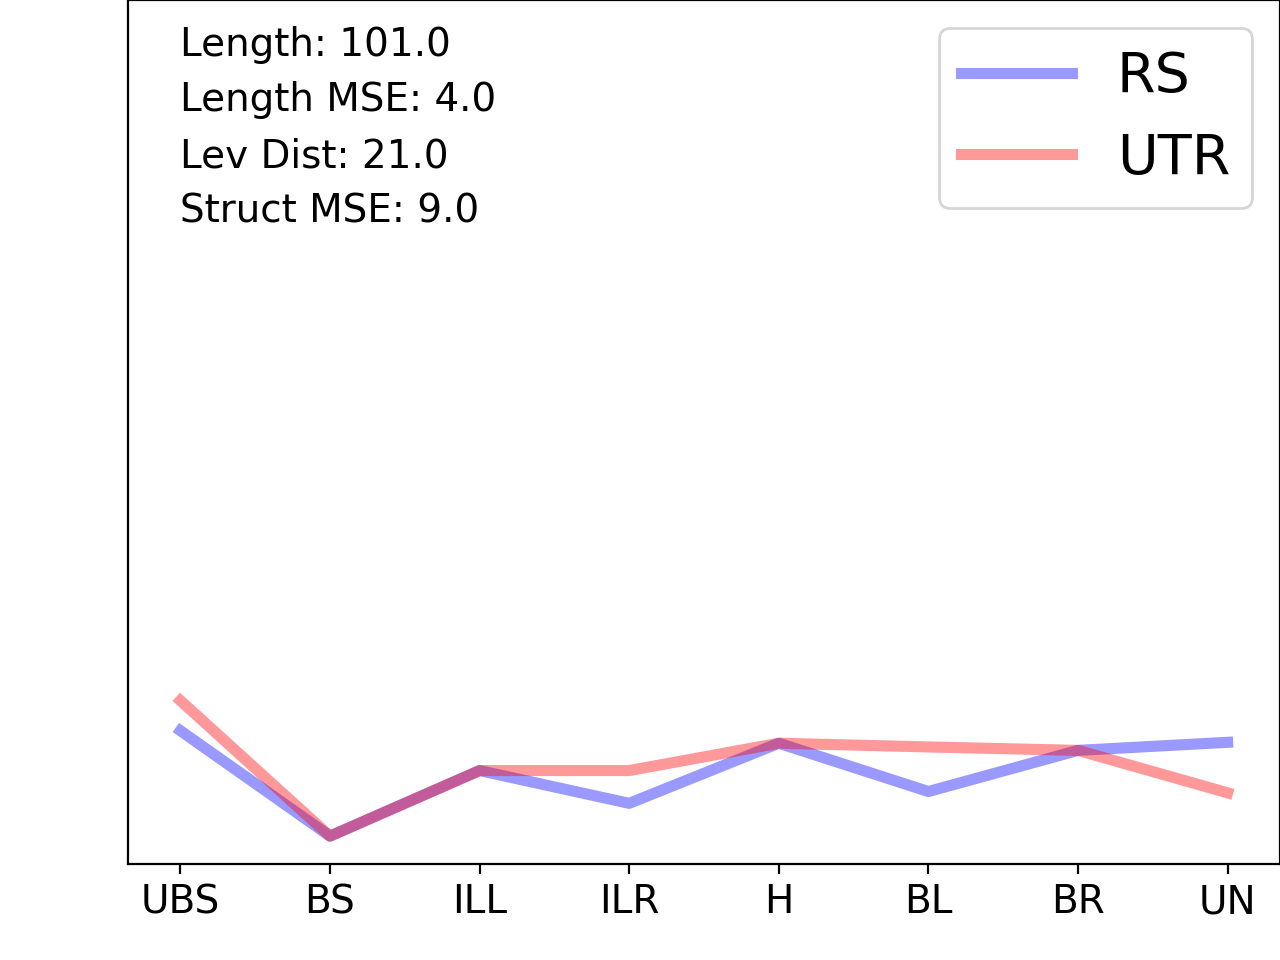 Length: 101.0
Length MSE: 4.0
Lev Dist: 21.0
Struct MSE: 9.0
RS
UTR
UBS BS ILL ILR H BL BR UN